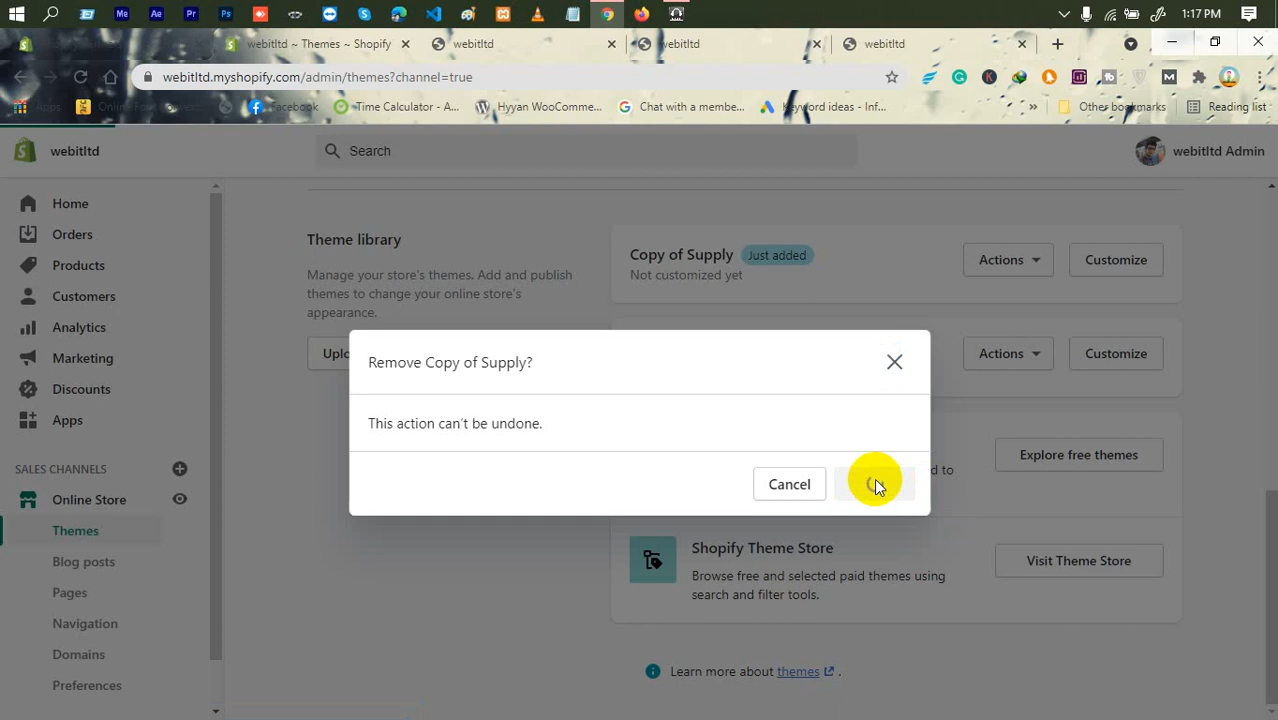 1:17 PM
webitltd ~ Themes ~ Shopify
webitltd
webitltd
webitltd
webitltd.myshopify.com/admin/themes?channel=true
Apps
Facebook
Time Calculator - A...
Hyyan WooComme...
Chat with a membe...
Keyword ideas - Inf...
Other bookmarks
Reading list
webitltd
Search
webitltd Admin
Home
Orders
Products
Customers
Analytics
Marketing
Discounts
Apps
SALES CHANNELS
Online Store
Themes
Blog posts
Pages
Navigation
Domains
Preferences
Theme library
Manage your store's themes. Add and publish
themes to change your online store's
appearance.
Uplo
Copy of Supply
Just added
Not customized yet
Actions
Customize
Actions
Customize
Remove Copy of Supply?
This action can't be undone.
Cancel
Explore free themes
d to
Shopify Theme Store
Browse free and selected paid themes using
search and filter tools.
Visit Theme Store
Learn more about themes .